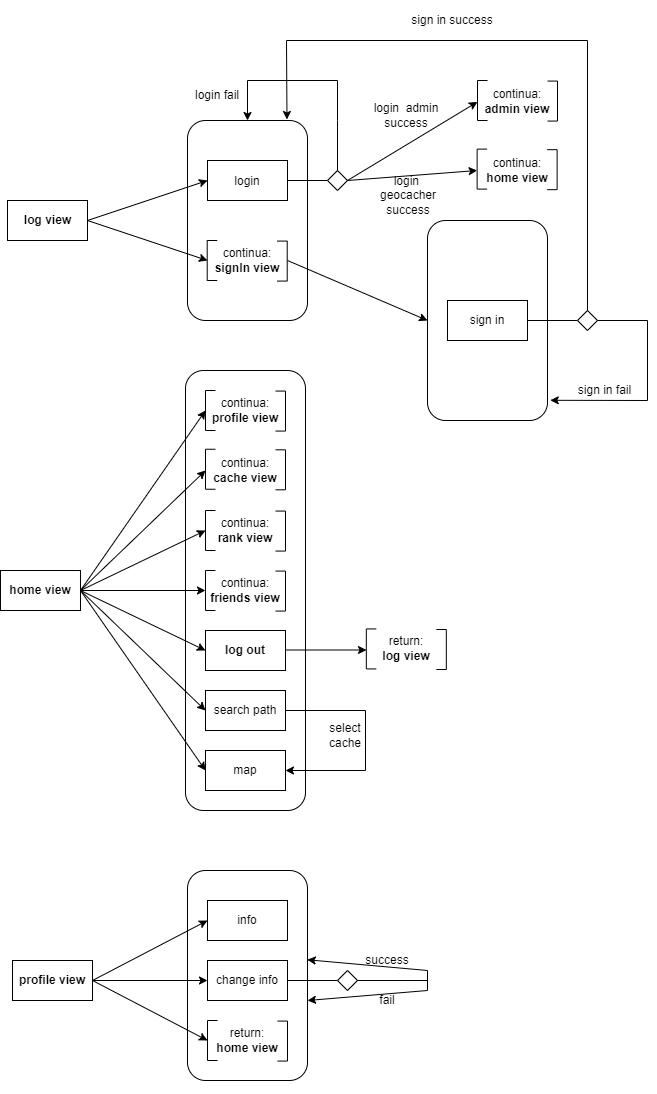 sign in success
login fail
login  admin
success
continua:
admin view
login
continua:
home view
login
geocacher
success
log view
continua:
signIn view
sign in
sign in fail
continua:
profile view
continua:
cache view
continua:
rank view
home view
continua:
friends view
log out
return:
log view
search path
select
cache
map
info
success
profile view
change info
fail
return:
home view